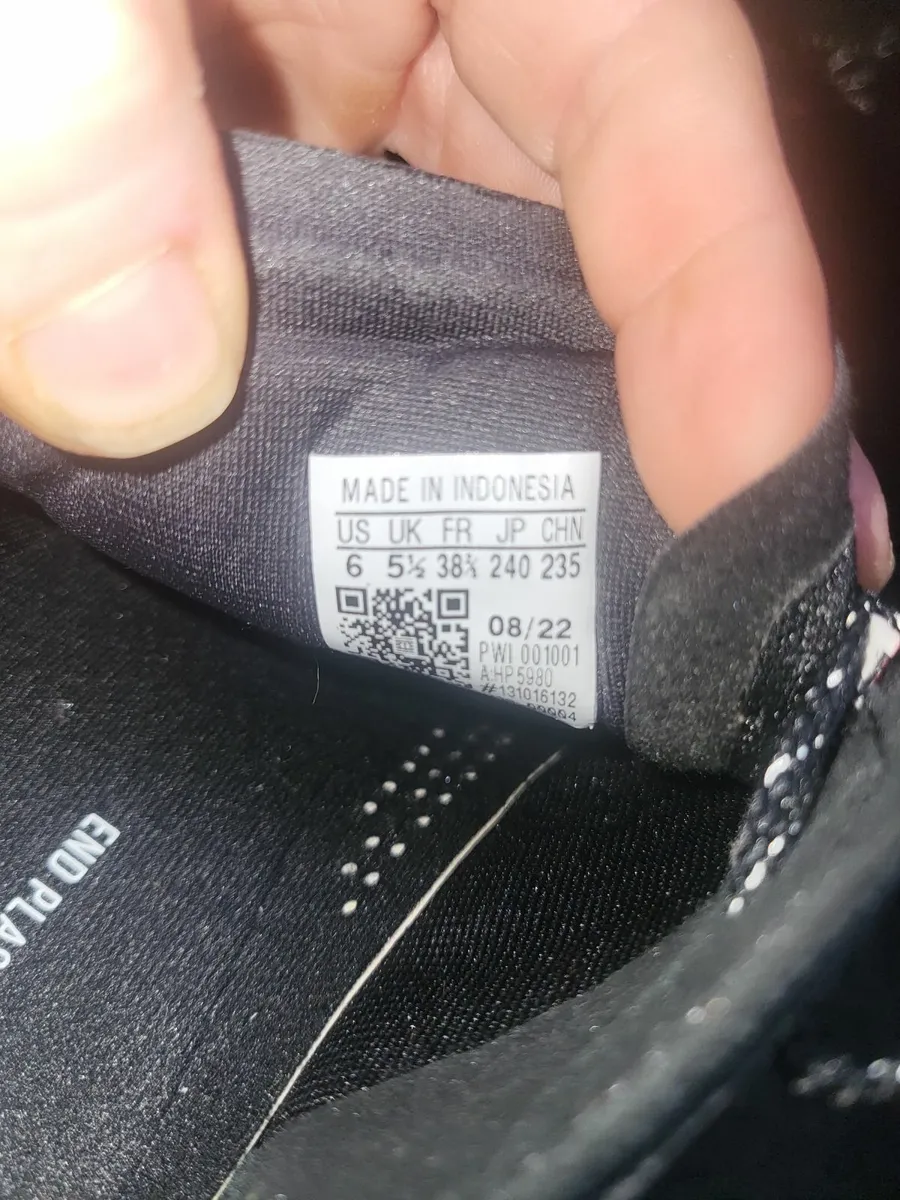 MADE IN INDONESIA
US UK FR JP CHN
6 5½ 38⅔ 240 235
08/22
PWI 001001
A:HP5980
#131016132
END